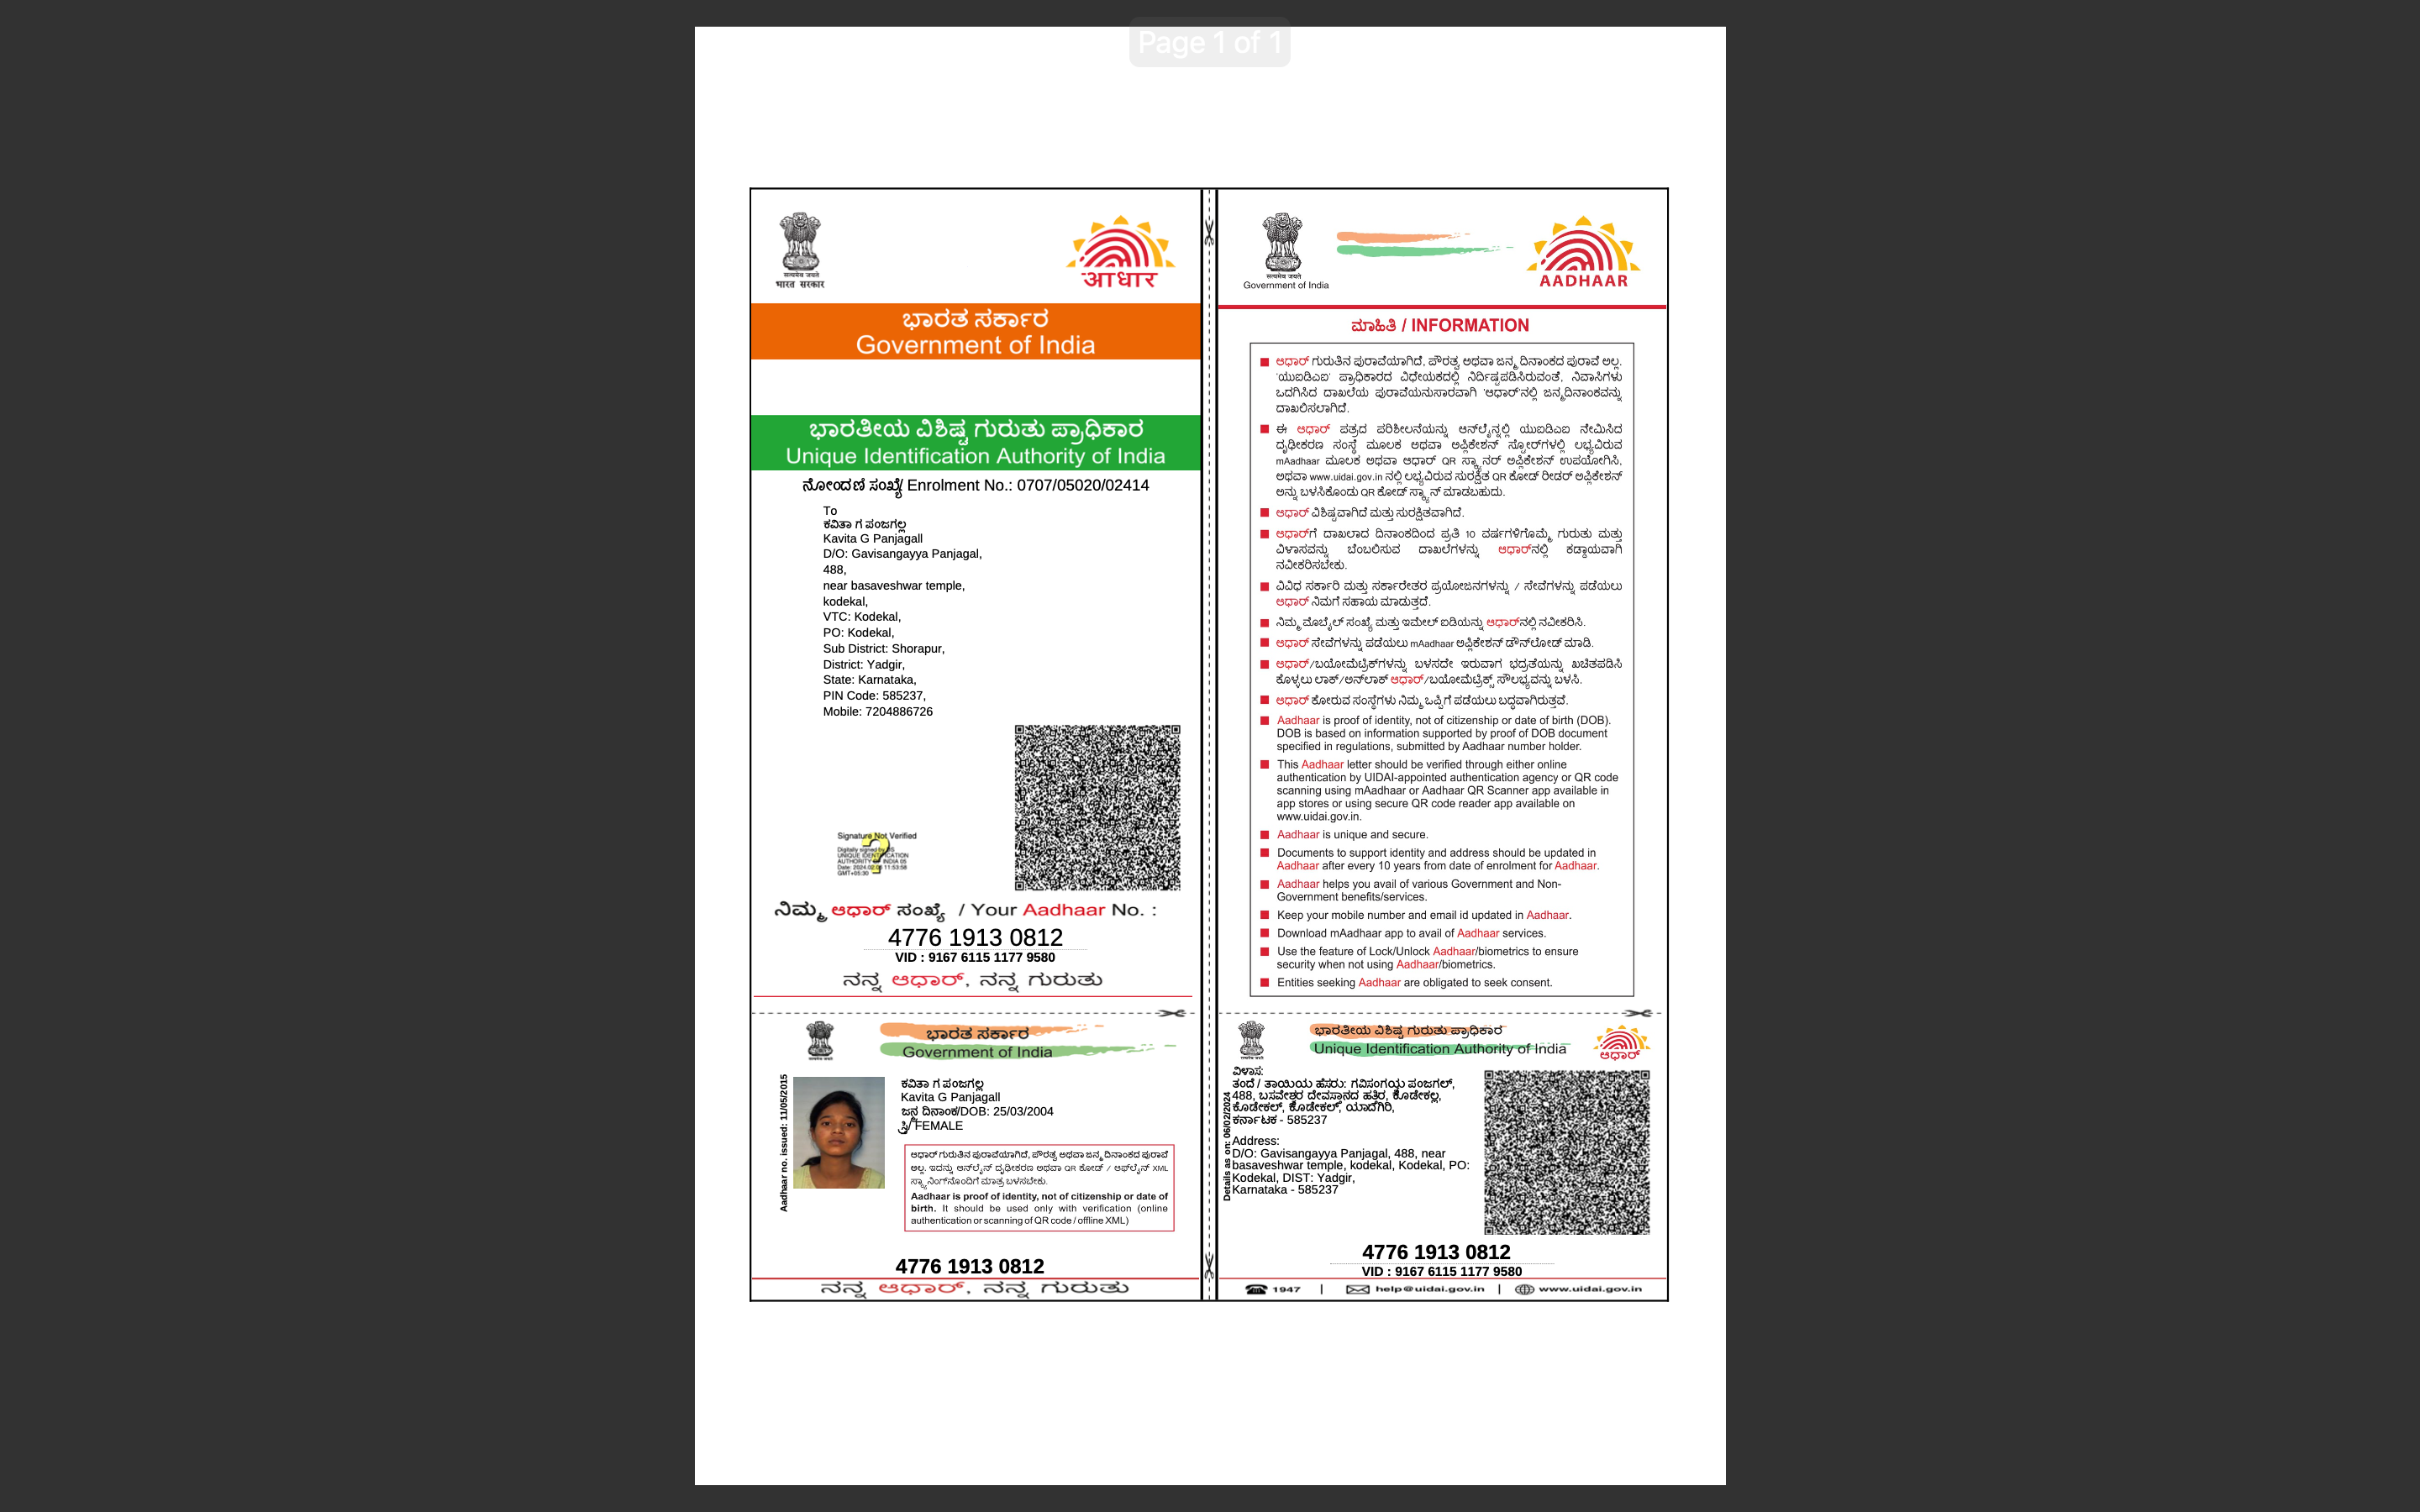 Page 1 of 1
सत्यमेव जयते
भारत सरकार
आधार
ಭಾರತ ಸರ್ಕಾರ
Government of India
ಭಾರತೀಯ ವಿಶಿಷ್ಟ ಗುರುತು ಪ್ರಾಧಿಕಾರ
Unique Identification Authority of India
ನೋಂದಣಿ ಸಂಖ್ಯೆ/ Enrolment No.: 0707/05020/02414
To
ಕವಿತಾ ಗ ಪಂಜಗಲ್ಲ
Kavita G Panjagall
D/O: Gavisangayya Panjagal,
488,
near basaveshwar temple,
kodekal,
VTC: Kodekal,
PO: Kodekal,
Sub District: Shorapur,
District: Yadgir,
State: Karnataka,
PIN Code: 585237,
Mobile: 7204886726
Signature Not Verified
Digitally signed by DS
UNIQUE IDENTIFICATION
AUTHORITY OF INDIA 05
Date: 2024.02.06 11:53:58
GMT+05:30
ನಿಮ್ಮ ಆಧಾರ್ ಸಂಖ್ಯೆ / Your Aadhaar No. :
4776 1913 0812
VID : 9167 6115 1177 9580
ನನ್ನ ಆಧಾರ್, ನನ್ನ ಗುರುತು
सत्यमेव जयते
Government of India
AADHAAR
ಮಾಹಿತಿ / INFORMATION
ಆಧಾರ್ ಗುರುತಿನ ಪುರಾವೆಯಾಗಿದೆ, ಪೌರತ್ವ ಅಥವಾ ಜನ್ಮ ದಿನಾಂಕದ ಪುರಾವೆ ಅಲ್ಲ.
'ಯುಐಡಿಎಐ' ಪ್ರಾಧಿಕಾರದ ವಿಧೇಯಕದಲ್ಲಿ ನಿರ್ದಿಷ್ಟಪಡಿಸಿರುವಂತೆ, ನಿವಾಸಿಗಳು
ಒದಗಿಸಿದ ದಾಖಲೆಯ ಪುರಾವೆಯನುಸಾರವಾಗಿ 'ಆಧಾರ್'ನಲ್ಲಿ ಜನ್ಮದಿನಾಂಕವನ್ನು
ದಾಖಲಿಸಲಾಗಿದೆ.
ಈ ಆಧಾರ್ ಪತ್ರದ ಪರಿಶೀಲನೆಯನ್ನು ಆನ್‌ಲೈನ್ನಲ್ಲಿ ಯುಐಡಿಎಐ ನೇಮಿಸಿದ
ದೃಢೀಕರಣ ಸಂಸ್ಥೆ ಮೂಲಕ ಅಥವಾ ಅಪ್ಲಿಕೇಶನ್ ಸ್ಟೋರ್‌ಗಳಲ್ಲಿ ಲಭ್ಯವಿರುವ
mAadhaar ಮೂಲಕ ಅಥವಾ ಆಧಾರ್ QR ಸ್ಕ್ಯಾನರ್ ಅಪ್ಲಿಕೇಶನ್ ಉಪಯೋಗಿಸಿ,
ಅಥವಾ www.uidai.gov.in ನಲ್ಲಿ ಲಭ್ಯವಿರುವ ಸುರಕ್ಷಿತ QR ಕೋಡ್ ರೀಡರ್ ಅಪ್ಲಿಕೇಶನ್
ಅನ್ನು ಬಳಸಿಕೊಂಡು QR ಕೋಡ್ ಸ್ಕ್ಯಾನ್ ಮಾಡಬಹುದು.
ಆಧಾರ್ ವಿಶಿಷ್ಟವಾಗಿದೆ ಮತ್ತು ಸುರಕ್ಷಿತವಾಗಿದೆ.
ಆಧಾರ್‌ಗೆ ದಾಖಲಾದ ದಿನಾಂಕದಿಂದ ಪ್ರತಿ 10 ವರ್ಷಗಳಿಗೊಮ್ಮೆ ಗುರುತು ಮತ್ತು
ವಿಳಾಸವನ್ನು ಬೆಂಬಲಿಸುವ ದಾಖಲೆಗಳನ್ನು ಆಧಾರ್‌ನಲ್ಲಿ ಕಡ್ಡಾಯವಾಗಿ
ನವೀಕರಿಸಬೇಕು.
ವಿವಿಧ ಸರ್ಕಾರಿ ಮತ್ತು ಸರ್ಕಾರೇತರ ಪ್ರಯೋಜನಗಳನ್ನು / ಸೇವೆಗಳನ್ನು ಪಡೆಯಲು
ಆಧಾರ್ ನಿಮಗೆ ಸಹಾಯ ಮಾಡುತ್ತದೆ.
ನಿಮ್ಮ ಮೊಬೈಲ್ ಸಂಖ್ಯೆ ಮತ್ತು ಇಮೇಲ್ ಐಡಿಯನ್ನು ಆಧಾರ್‌ನಲ್ಲಿ ನವೀಕರಿಸಿ.
ಆಧಾರ್ ಸೇವೆಗಳನ್ನು ಪಡೆಯಲು mAadhaar ಅಪ್ಲಿಕೇಶನ್ ಡೌನ್‌ಲೋಡ್ ಮಾಡಿ.
ಆಧಾರ್/ಬಯೋಮೆಟ್ರಿಕ್‌ಗಳನ್ನು ಬಳಸದೇ ಇರುವಾಗ ಭದ್ರತೆಯನ್ನು ಖಚಿತಪಡಿಸಿ
ಕೊಳ್ಳಲು ಲಾಕ್/ಅನ್‌ಲಾಕ್ ಆಧಾರ್/ಬಯೋಮೆಟ್ರಿಕ್ಸ್ ಸೌಲಭ್ಯವನ್ನು ಬಳಸಿ.
ಆಧಾರ್ ಕೋರುವ ಸಂಸ್ಥೆಗಳು ನಿಮ್ಮ ಒಪ್ಪಿಗೆ ಪಡೆಯಲು ಬದ್ಧವಾಗಿರುತ್ತವೆ.
Aadhaar is proof of identity, not of citizenship or date of birth (DOB).
DOB is based on information supported by proof of DOB document
specified in regulations, submitted by Aadhaar number holder.
This Aadhaar letter should be verified through either online
authentication by UIDAI-appointed authentication agency or QR code
scanning using mAadhaar or Aadhaar QR Scanner app available in
app stores or using secure QR code reader app available on
www.uidai.gov.in.
Aadhaar is unique and secure.
Documents to support identity and address should be updated in
Aadhaar after every 10 years from date of enrolment for Aadhaar.
Aadhaar helps you avail of various Government and Non-
Government benefits/services.
Keep your mobile number and email id updated in Aadhaar.
Download mAadhaar app to avail of Aadhaar services.
Use the feature of Lock/Unlock Aadhaar/biometrics to ensure
security when not using Aadhaar/biometrics.
Entities seeking Aadhaar are obligated to seek consent.
ಭಾರತ ಸರ್ಕಾರ
Government of India
Aadhaar no. issued: 11/05/2015
ಕವಿತಾ ಗ ಪಂಜಗಲ್ಲ
Kavita G Panjagall
ಜನ್ಮ ದಿನಾಂಕ/DOB: 25/03/2004
ಸ್ತ್ರೀ/ FEMALE
ಆಧಾರ್ ಗುರುತಿನ ಪುರಾವೆಯಾಗಿದೆ, ಪೌರತ್ವ ಅಥವಾ ಜನ್ಮ ದಿನಾಂಕದ ಪುರಾವೆ
ಅಲ್ಲ. ಇದನ್ನು ಆನ್‌ಲೈನ್ ದೃಢೀಕರಣ ಅಥವಾ QR ಕೋಡ್ / ಆಫ್‌ಲೈನ್ XML
ಸ್ಕ್ಯಾನಿಂಗ್‌ನೊಂದಿಗೆ ಮಾತ್ರ ಬಳಸಬೇಕು.
Aadhaar is proof of identity, not of citizenship or date of
birth. It should be used only with verification (online
authentication or scanning of QR code / offline XML)
4776 1913 0812
ನನ್ನ ಆಧಾರ್, ನನ್ನ ಗುರುತು
ಭಾರತೀಯ ವಿಶಿಷ್ಟ ಗುರುತು ಪ್ರಾಧಿಕಾರ
Unique Identification Authority of India
ಆಧಾರ್
Details as on: 06/02/2024
ವಿಳಾಸ:
ತಂದೆ / ತಾಯಿಯ ಹೆಸರು: ಗವಿಸಂಗಯ್ಯ ಪಂಜಗಲ್,
488, ಬಸವೇಶ್ವರ ದೇವಸ್ಥಾನದ ಹತ್ತಿರ, ಕೊಡೇಕಲ್ಲ,
ಕೊಡೇಕಲ್, ಕೊಡೇಕಲ್, ಯಾದಗಿರಿ,
ಕರ್ನಾಟಕ - 585237
Address:
D/O: Gavisangayya Panjagal, 488, near
basaveshwar temple, kodekal, Kodekal, PO:
Kodekal, DIST: Yadgir,
Karnataka - 585237
4776 1913 0812
VID : 9167 6115 1177 9580
1947 | help@uidai.gov.in | www.uidai.gov.in